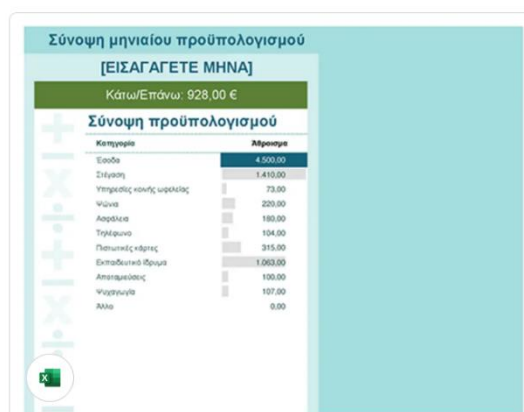 Σύνοψη μηνιαίου προϋπολογισμού
[ΕΙΣΑΓΑΓΕΤΕ ΜΗΝΑ]
Κάτω/Επάνω: 928,00 €
Σύνοψη προϋπολογισμού
Κατηγορία Άθροισμα
Έσοδα 4.500,00
Στέγαση 1.410,00
Υπηρεσίες κοινής ωφελείας 73,00
Ψώνια 220,00
Ασφάλεια 180,00
Τηλέφωνο 104,00
Πιστωτικές κάρτες 315,00
Εκπαιδευτικό ίδρυμα 1.063,00
Αποταμιεύσεις 100,00
Ψυχαγωγία 107,00
Άλλο 0,00